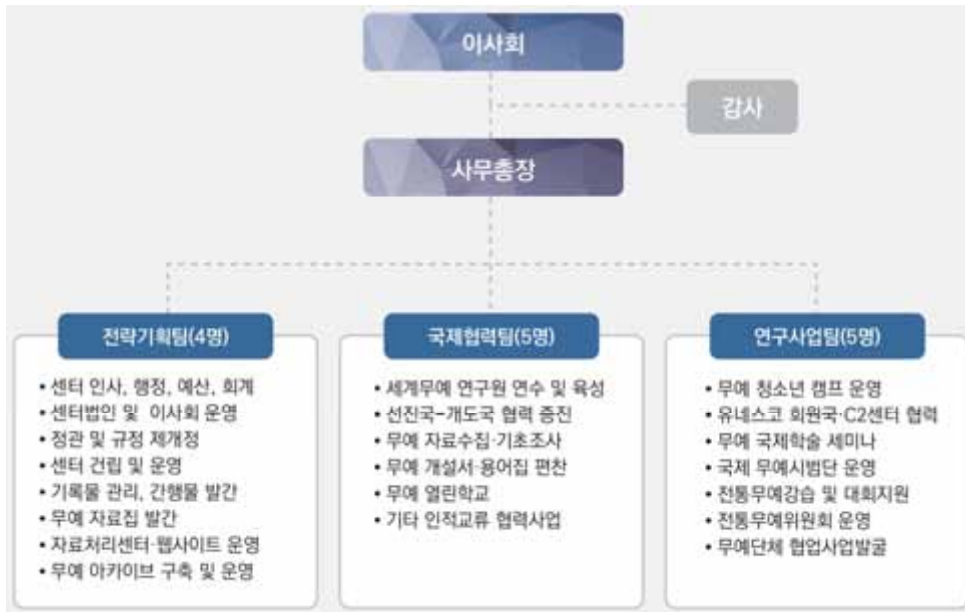 이사회
감사
사무총장
전략기획팀(4명)
• 센터 인사, 행정, 예산, 회계
• 센터법인 및 이사회 운영
• 정관 및 규정 제개정
• 센터 건립 및 운영
• 기록물 관리, 간행물 발간
• 무예 자료집 발간
• 자료처리센터·웹사이트 운영
• 무예 아카이브 구축 및 운영
국제협력팀(5명)
• 세계무예 연구원 연수 및 육성
• 선진국-개도국 협력 증진
• 무예 자료수집·기초조사
• 무예 개설서·용어집 편찬
• 무예 열린학교
• 기타 인적교류 협력사업
연구사업팀(5명)
• 무예 청소년 캠프 운영
• 유네스코 회원국·C2센터 협력
• 무예 국제학술 세미나
• 국제 무예시범단 운영
• 전통무예강습 및 대회지원
• 전통무예위원회 운영
• 무예단체 협업사업발굴